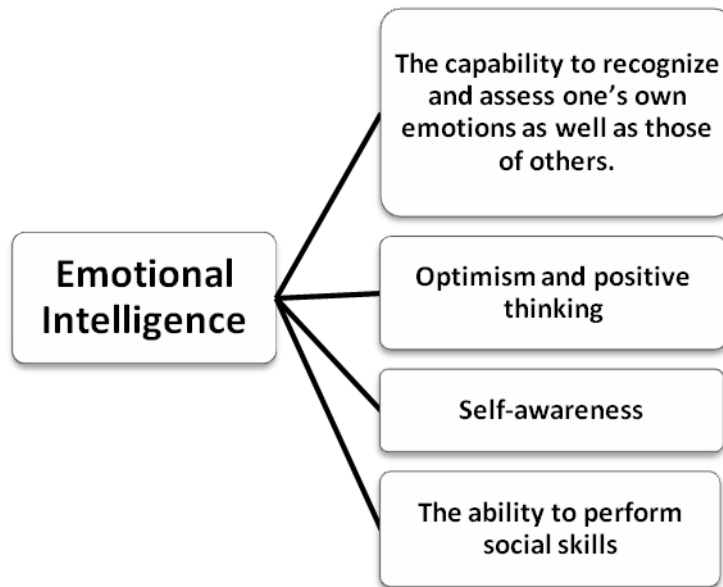 Emotional
Intelligence
The capability to recognize
and assess one’s own
emotions as well as those
of others.
Optimism and positive
thinking
Self-awareness
The ability to perform
social skills